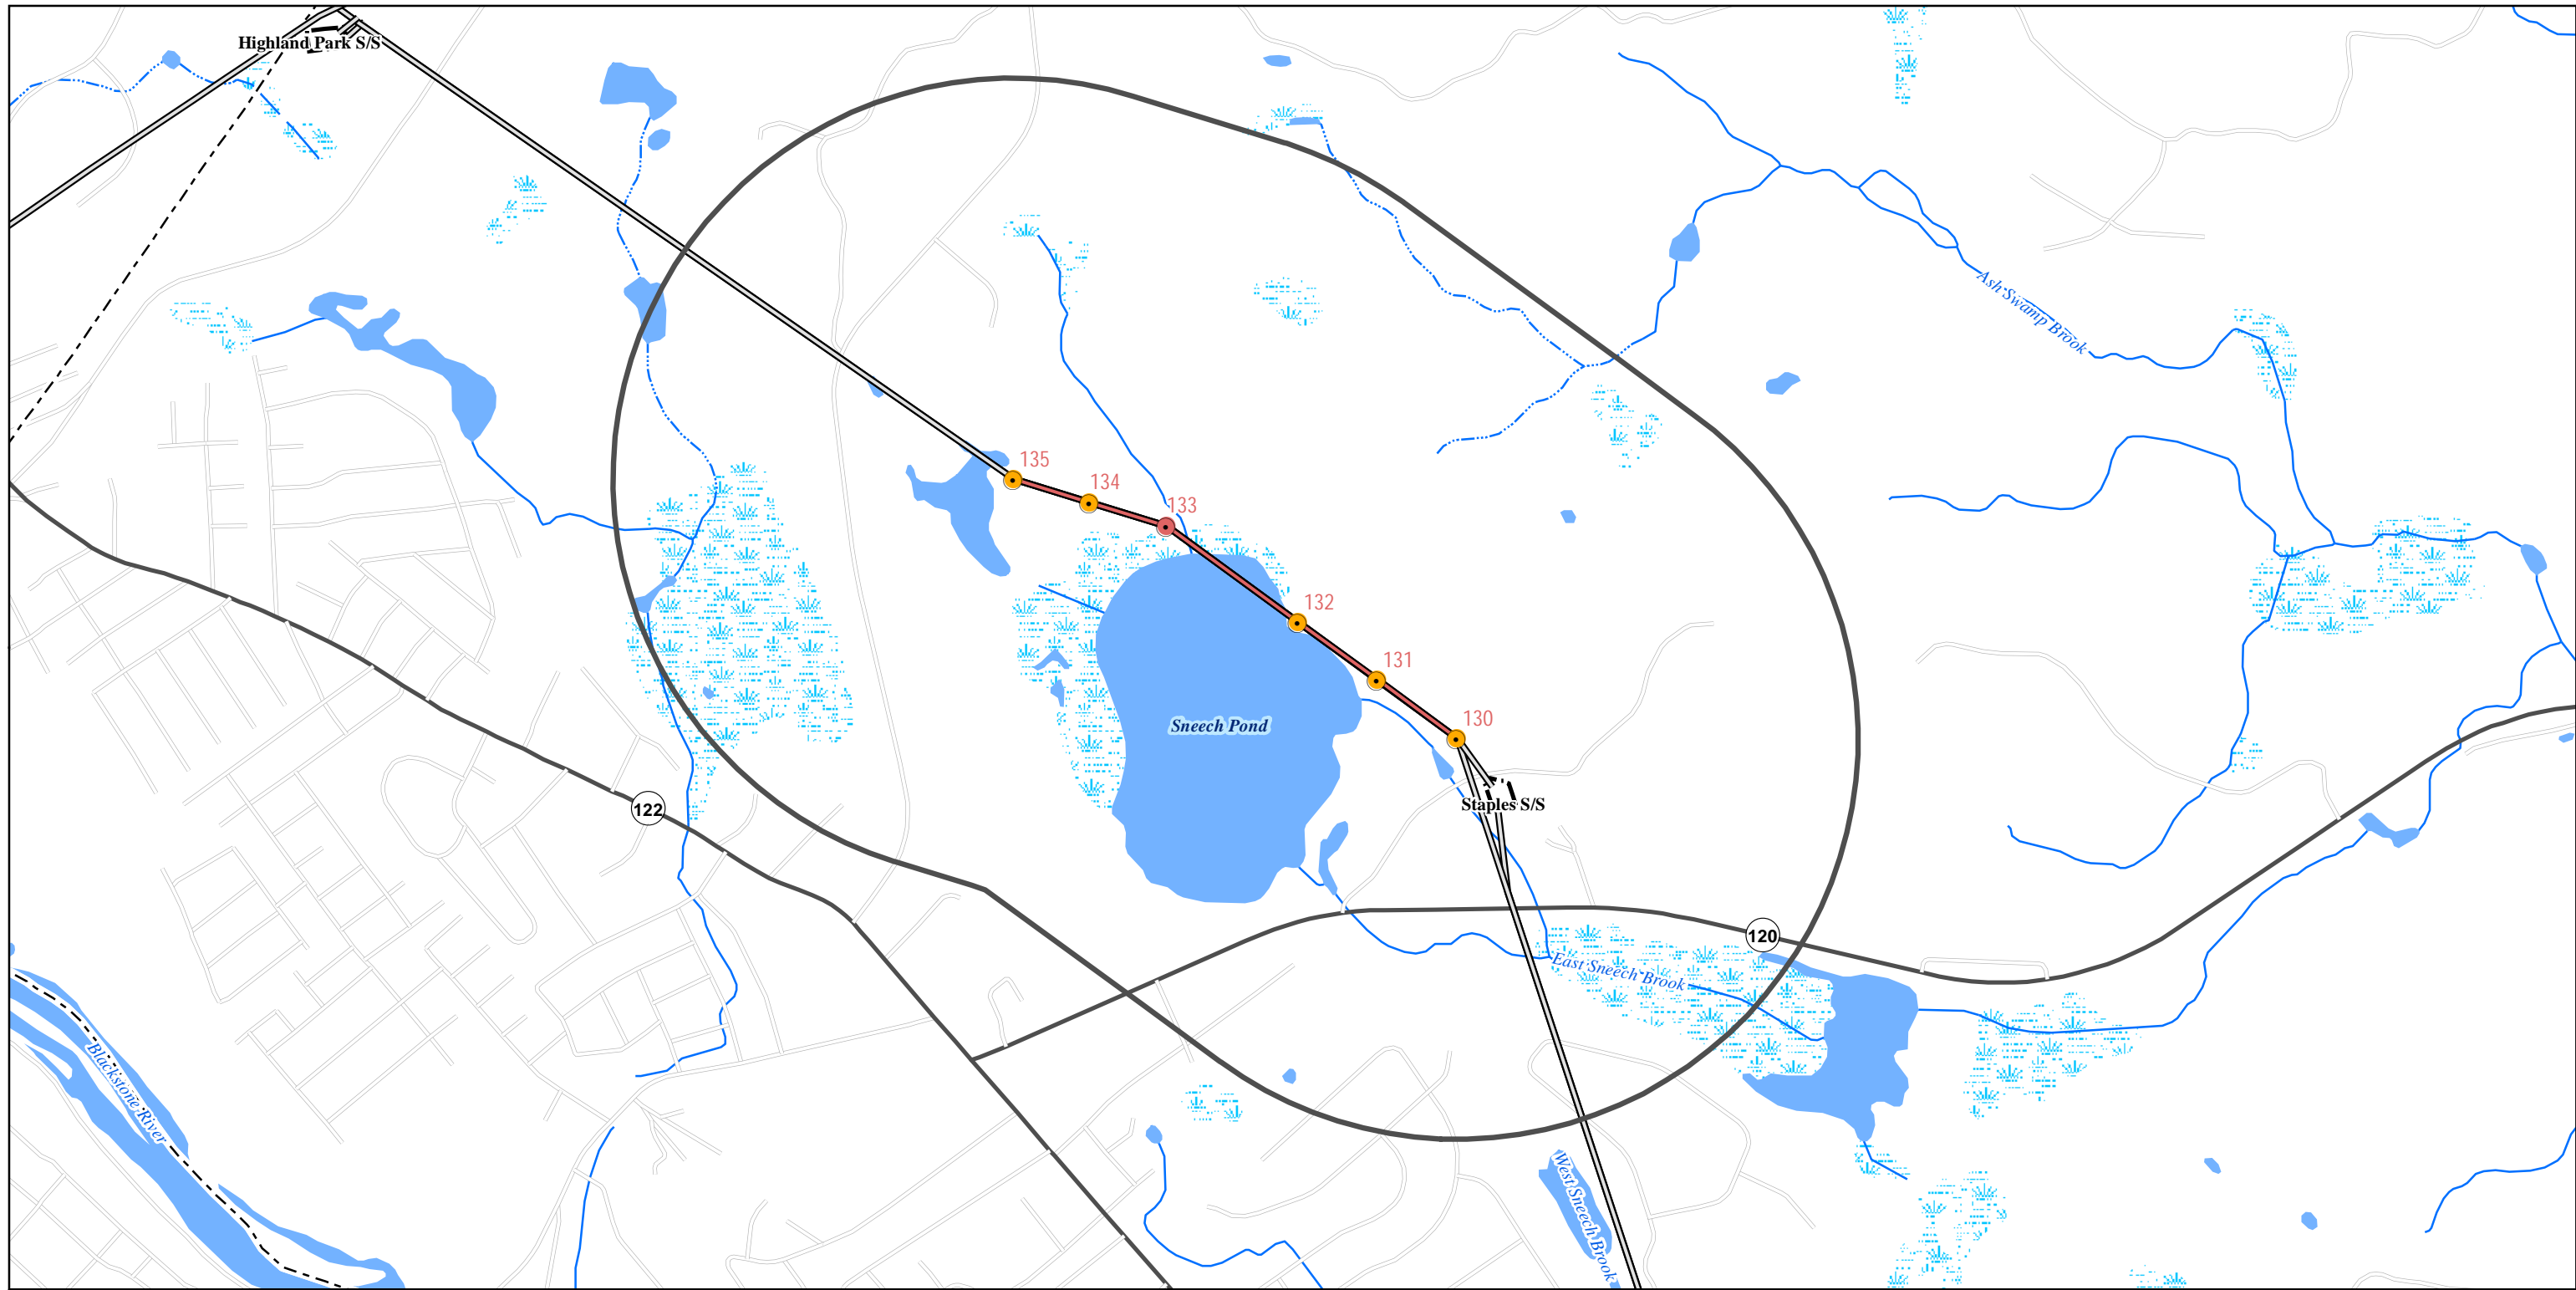 Highland Park S/S
Ash Swamp Brook
135
134
133
132
131
130
Sneech Pond
Staples S/S
122
120
East Sneech Brook
Blackstone River
West Sneech Brook